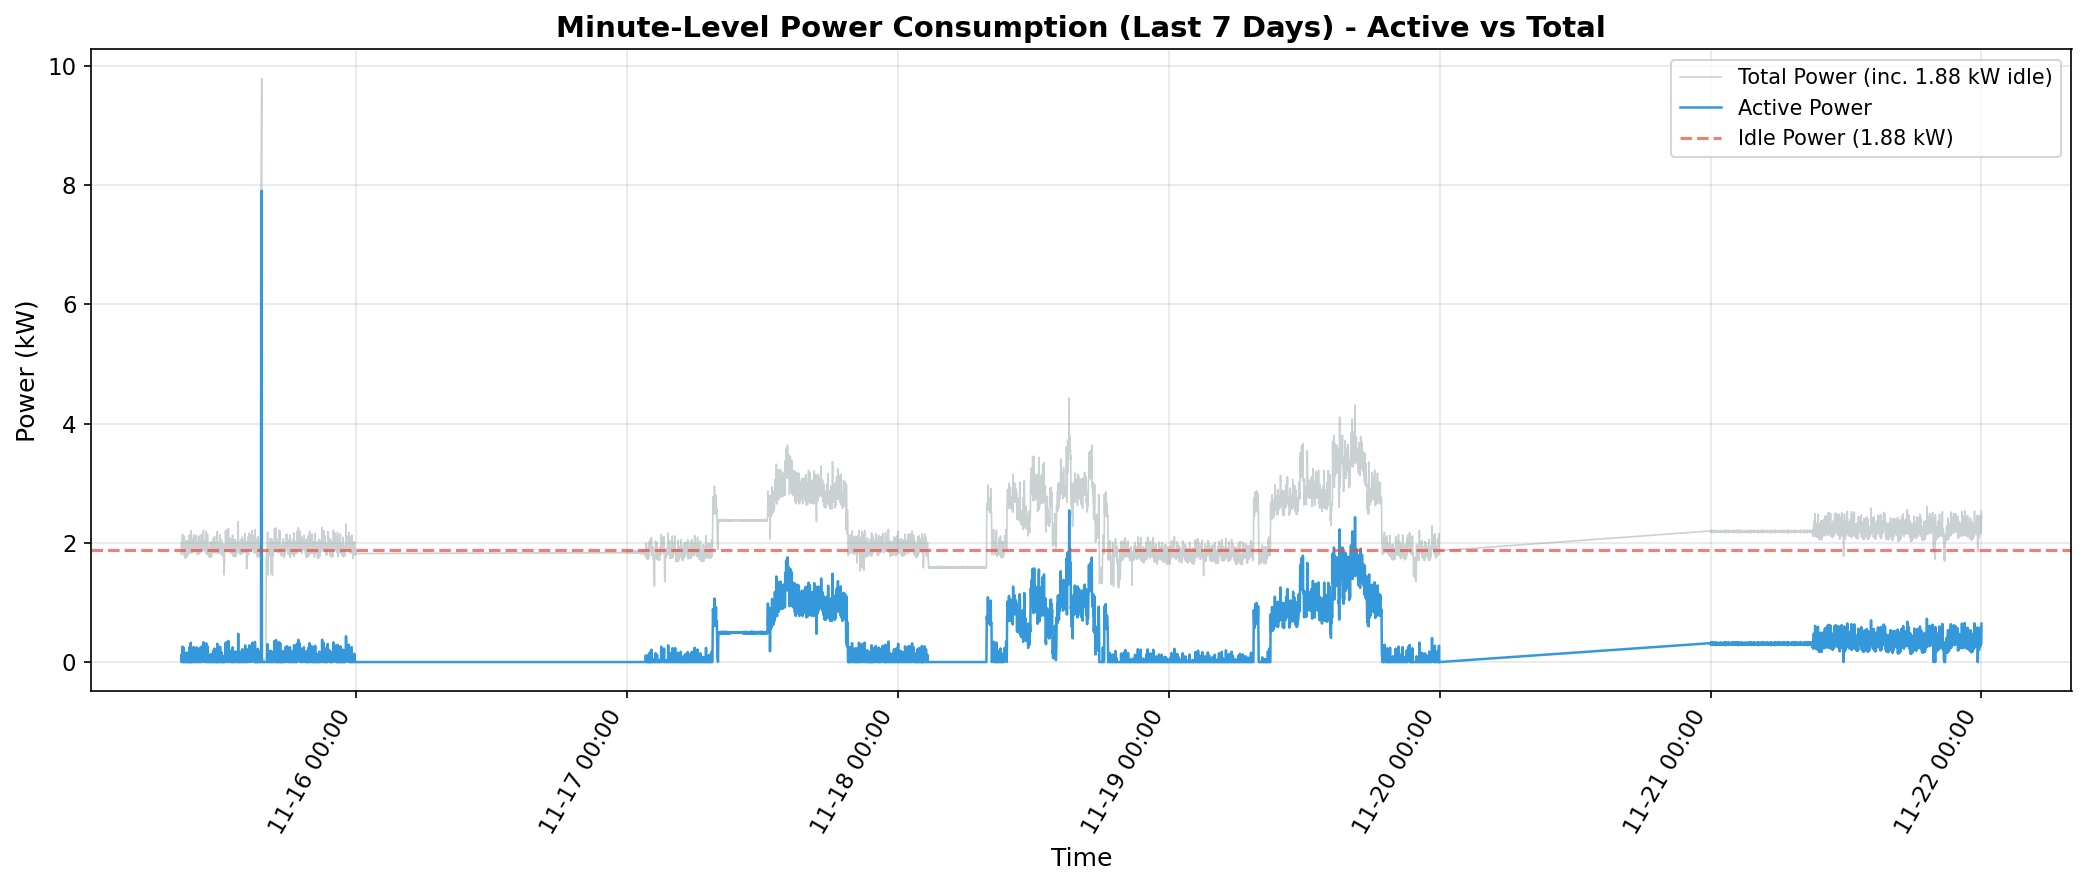 Minute-Level Power Consumption (Last 7 Days) - Active vs Total
Total Power (inc. 1.88 kW idle)
Active Power
Idle Power (1.88 kW)
Power (kW)
10
8
6
4
2
0
11-16 00:00
11-17 00:00
11-18 00:00
11-19 00:00
11-20 00:00
11-21 00:00
11-22 00:00
Time